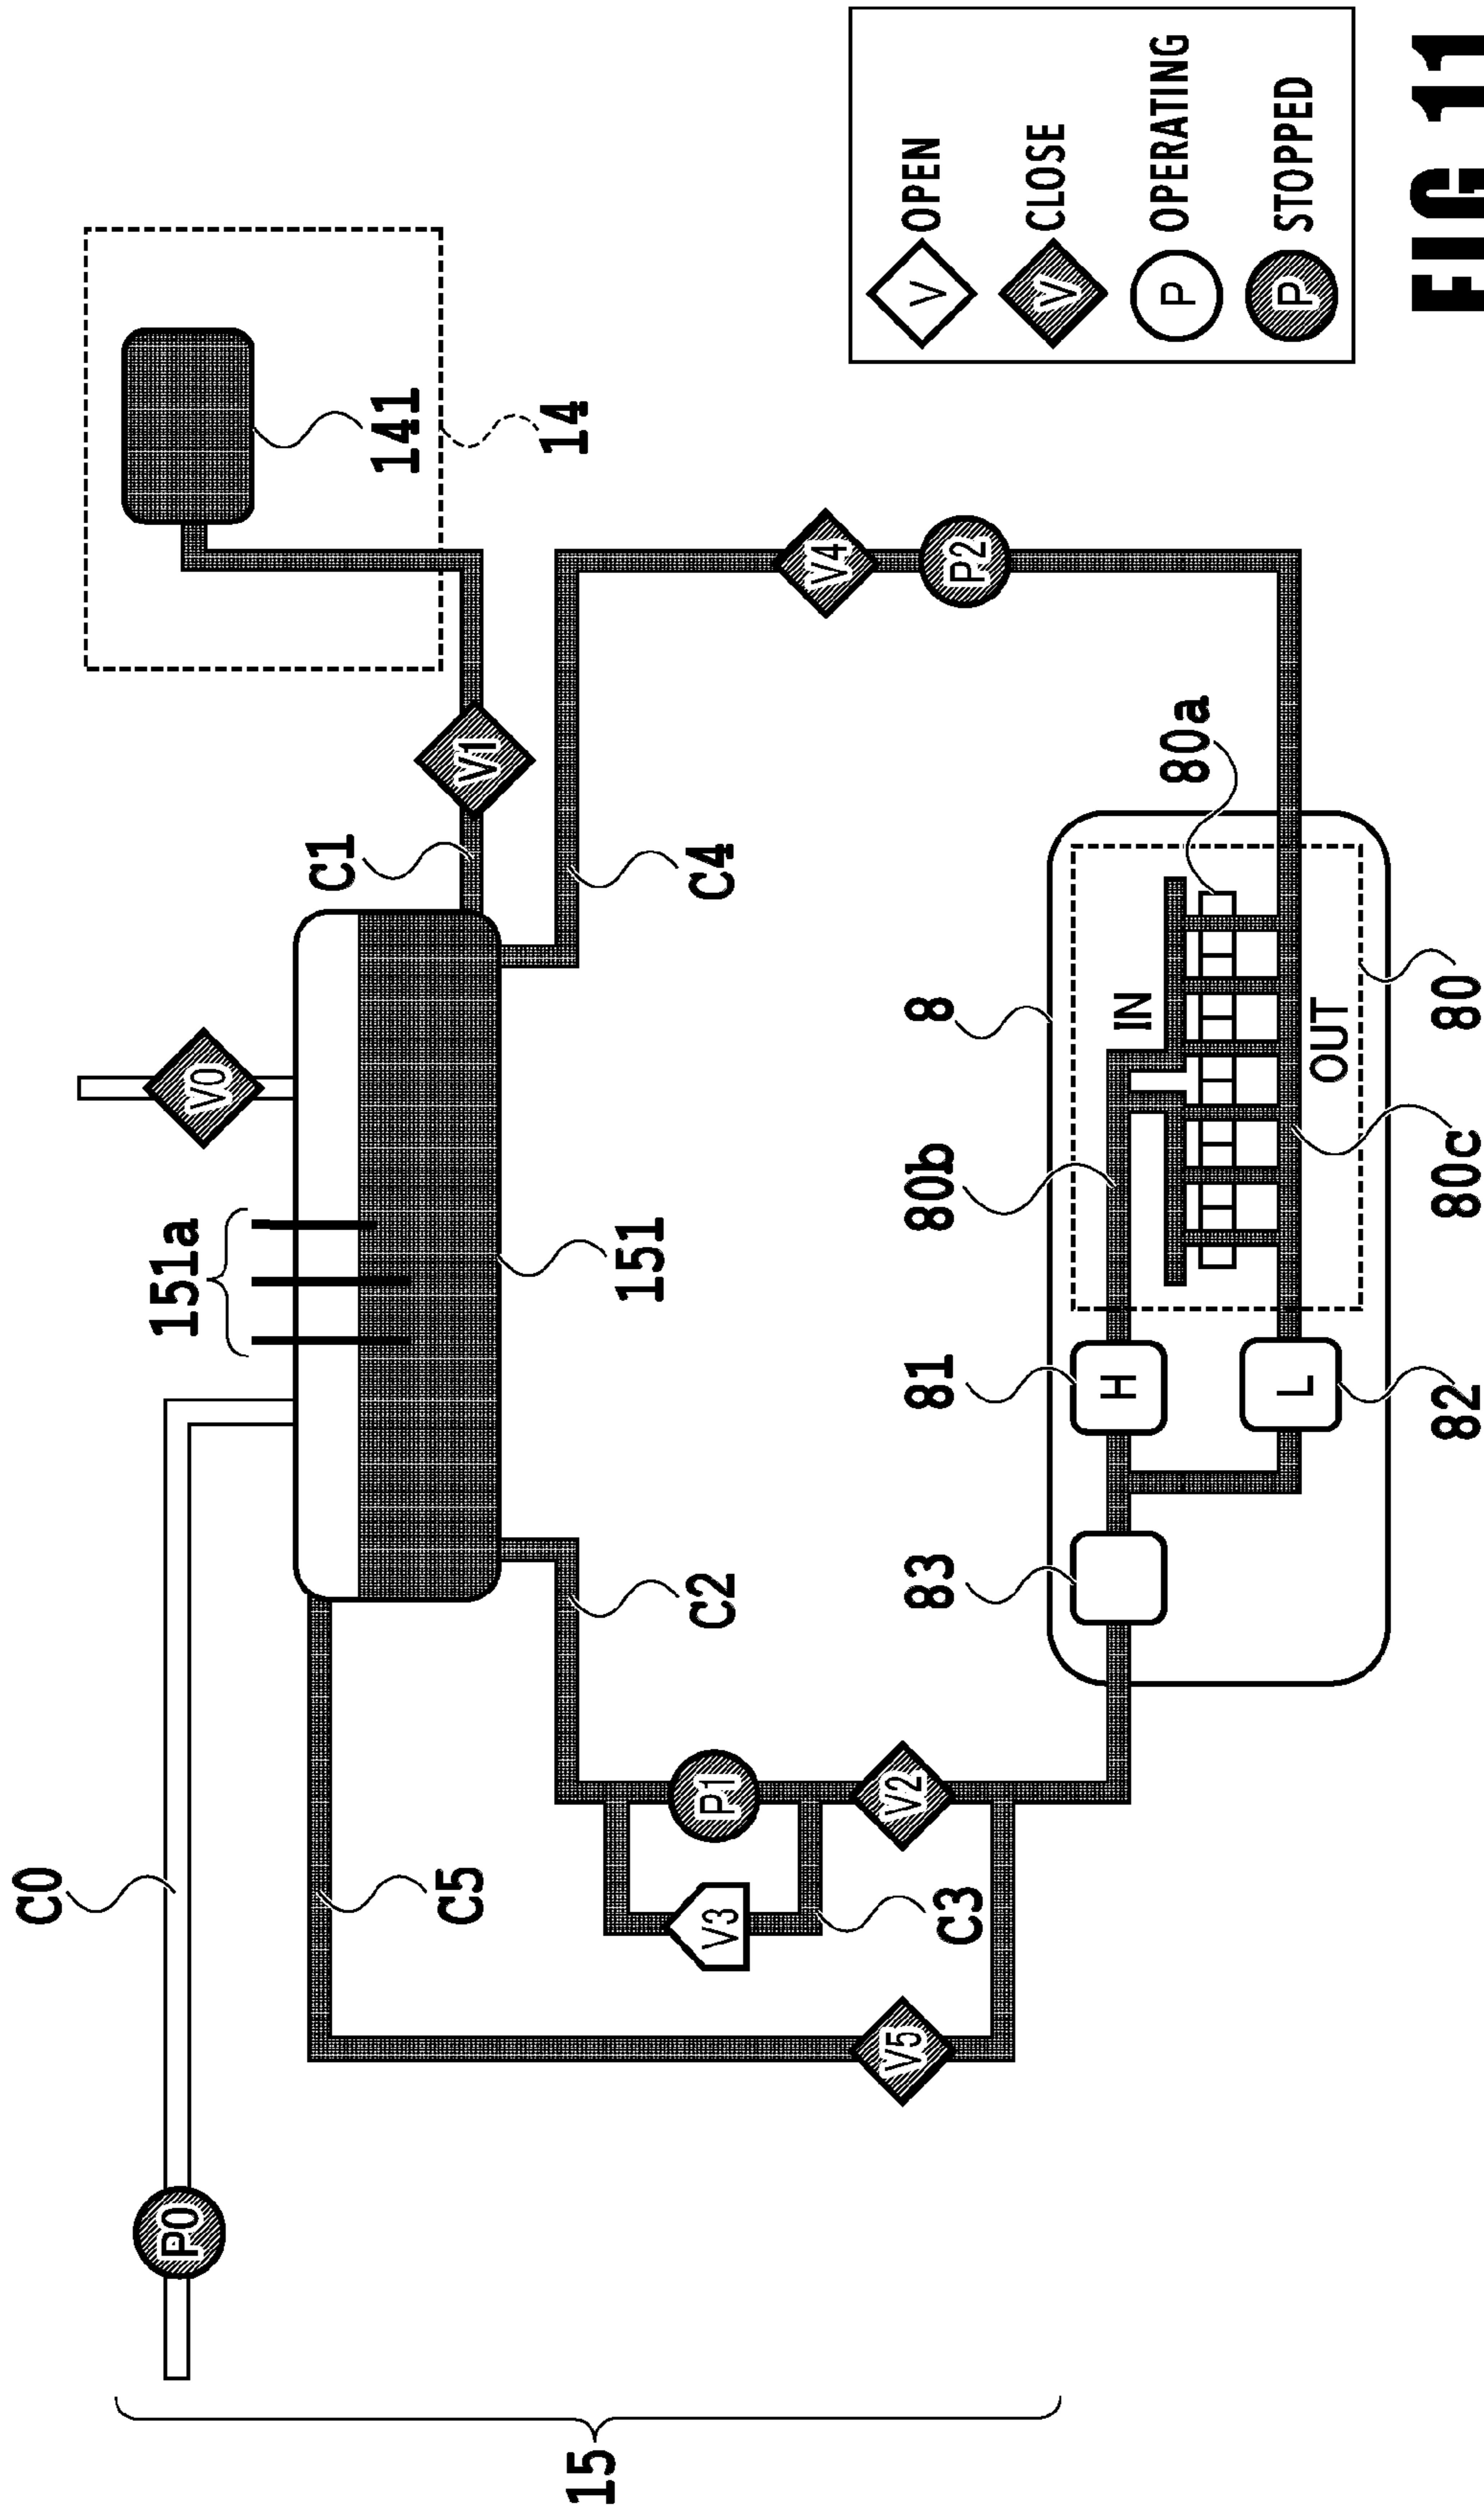 15
P0
C0
C5
V5
V3
C3
P1
V2
C2
151a
151
V0
C1
V1
C4
141
14
V4
P2
83
81
H
L
82
8
80b
IN
OUT
80a
80
80c
V OPEN
V CLOSE
P OPERATING
P STOPPED
FIG 11